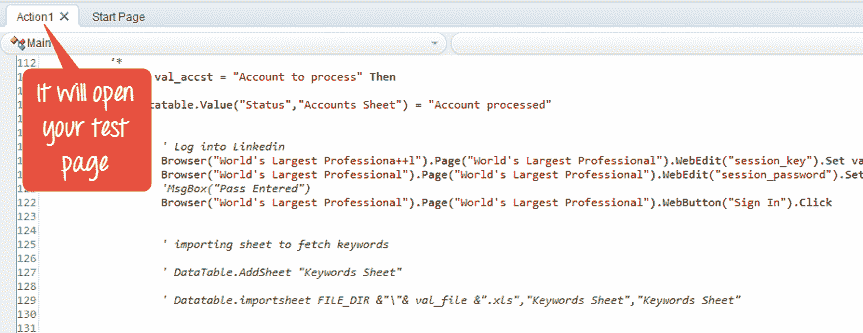 Action1 Start Page
Main
112 '*
val_accst = "Account to process" Then
atable.Value("Status","Accounts Sheet") = "Account processed"
It will open
your test
page
' Log into Linkedin
Browser("World's Largest Professiona++l").Page("World's Largest Professional").WebEdit("session_key").Set va
Browser("World's Largest Professional").Page("World's Largest Professional").WebEdit("session_password").Set
'MsgBox("Pass Entered")
122 Browser("World's Largest Professional").Page("World's Largest Professional").WebButton("Sign In").Click
123
124
125 ' importing sheet to fetch keywords
126
127 ' DataTable.AddSheet "Keywords Sheet"
128
129 ' Datatable.importsheet FILE_DIR &"\"& val_file &".xls","Keywords Sheet","Keywords Sheet"
130
131